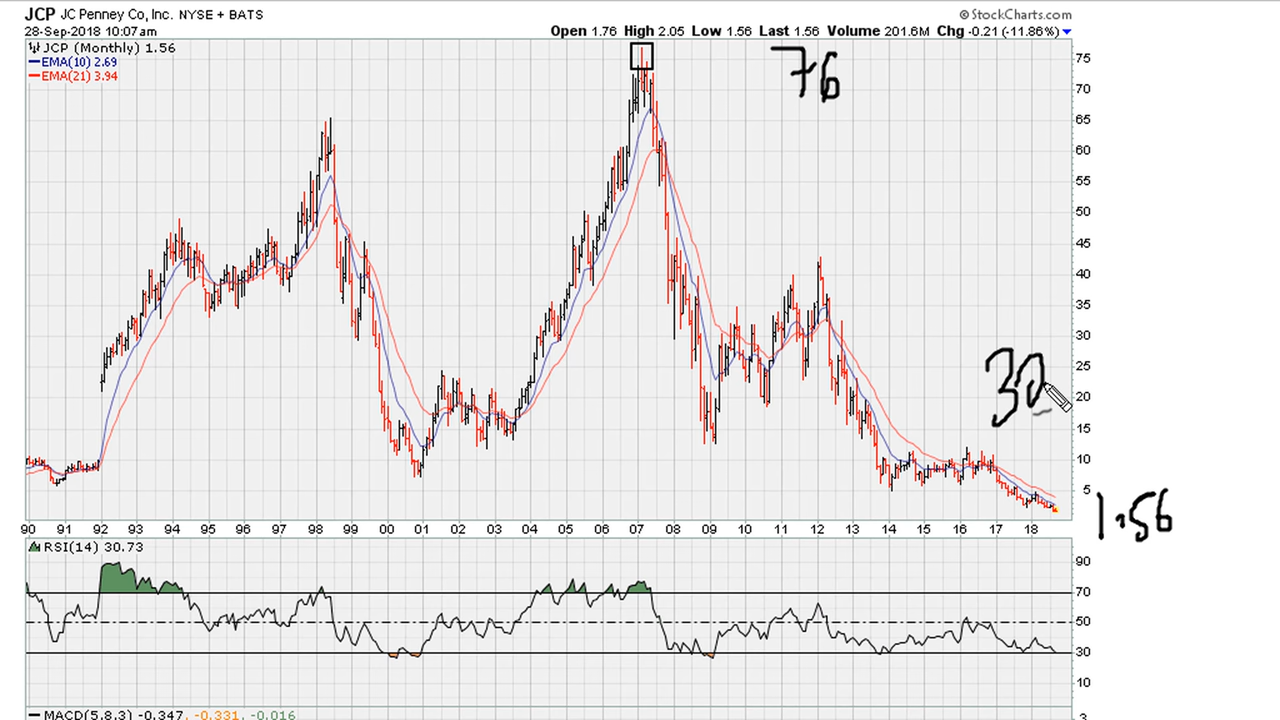 JCP JC Penney Co, Inc. NYSE + BATS
© StockCharts.com
28-Sep-2018 10:07am
Open 1.76 High 2.05 Low 1.56 Last 1.56 Volume 201.6M Chg -0.21 (-11.86%)
JCP (Monthly) 1.56
EMA(10) 2.69
EMA(21) 3.94
76
75
70
65
60
55
50
45
40
35
30
25
20
15
10
5
30
1.56
90 91 92 93 94 95 96 97 98 99 00 01 02 03 04 05 06 07 08 09 10 11 12 13 14 15 16 17 18
RSI(14) 30.73
90
70
50
30
10
MACD(5,8,3) -0.347, -0.331, -0.016
3